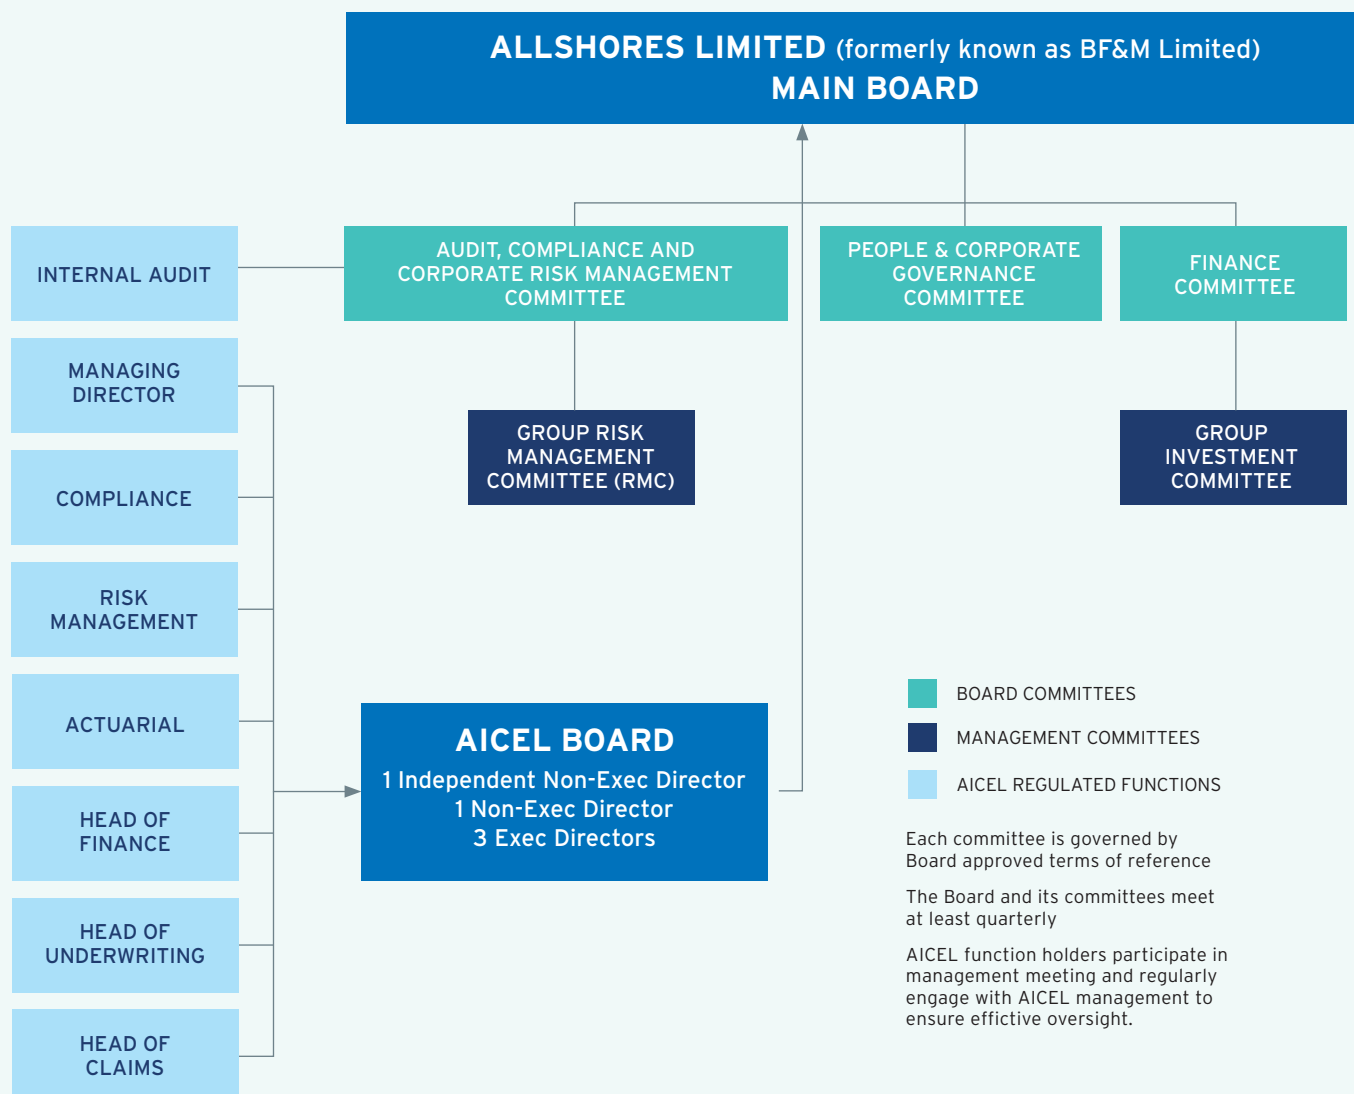 ALLSHORES LIMITED (formerly known as BF&M Limited)
MAIN BOARD
INTERNAL AUDIT
AUDIT, COMPLIANCE AND
CORPORATE RISK MANAGEMENT
COMMITTEE
PEOPLE & CORPORATE
GOVERNANCE
COMMITTEE
FINANCE
COMMITTEE
MANAGING
DIRECTOR
GROUP RISK
MANAGEMENT
COMMITTEE (RMC)
GROUP
INVESTMENT
COMMITTEE
COMPLIANCE
RISK
MANAGEMENT
ACTUARIAL
HEAD OF
FINANCE
HEAD OF
UNDERWRITING
HEAD OF
CLAIMS
AICEL BOARD
1 Independent Non-Exec Director
1 Non-Exec Director
3 Exec Directors
BOARD COMMITTEES
MANAGEMENT COMMITTEES
AICEL REGULATED FUNCTIONS
Each committee is governed by
Board approved terms of reference
The Board and its committees meet
at least quarterly
AICEL function holders participate in
management meeting and regularly
engage with AICEL management to
ensure effictive oversight.